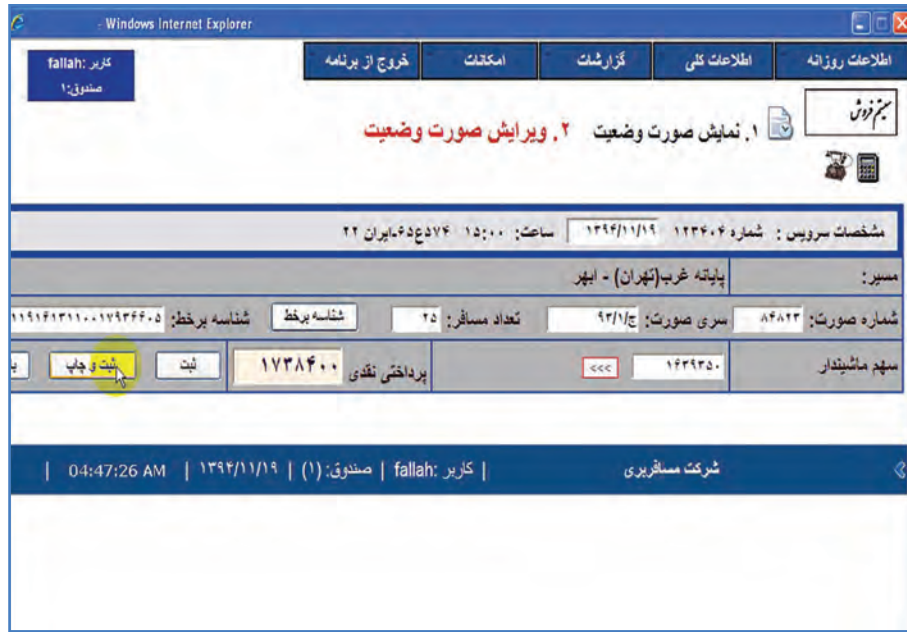 - Windows Internet Explorer
اطلاعات روزانه اطلاعات کلی گزارشات امکانات خروج از برنامه
کاربر :fallah
صندوق:۱
سیستم فروش
۱. نمایش صورت وضعیت ۲. ویرایش صورت وضعیت
مشخصات سرویس : شماره ۱۲۳۴۰۴ ۱۳۹۴/۱۱/۱۹ ساعت: ۱۵:۰۰ ۵۷۴ع۶۵-ایران ۲۲
مسیر: پایانه غرب(تهران) - ابهر
شماره صورت: ۸۴۸۲۳ سری صورت: ج/۹۳/۱ تعداد مسافر: ۲۵ شناسه برخط شناسه برخط:
سهم ماشیندار ۱۶۳۹۳۵۰ <<< پرداختی نقدی ۱۷۳۸۴۰۰ ثبت ثبت و چاپ
شرکت مسافربری | کاربر :fallah | صندوق: (۱) | ۱۳۹۴/۱۱/۱۹ | 04:47:26 AM |